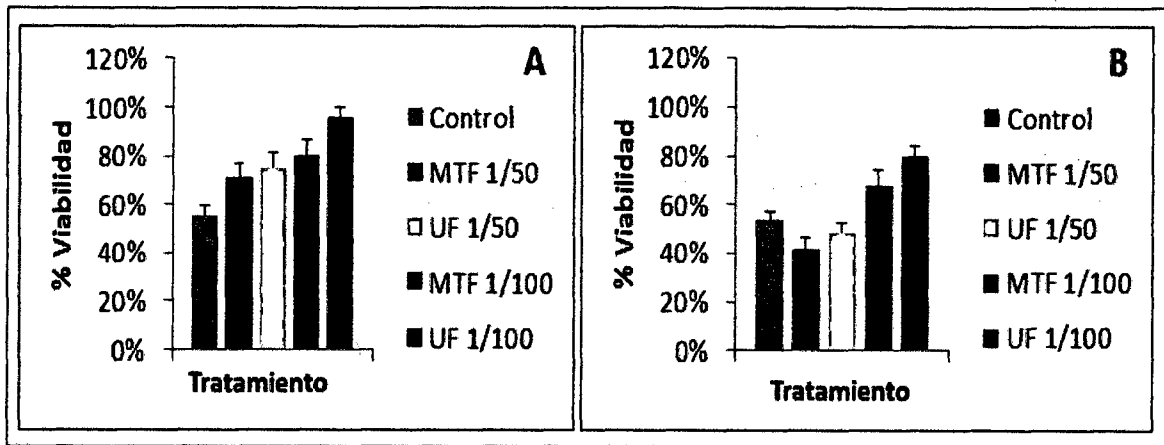 A
120%
100%
80%
60%
40%
20%
0%
% Viabilidad
Tratamiento
Control
MTF 1/50
UF 1/50
MTF 1/100
UF 1/100
B
120%
100%
80%
60%
40%
20%
0%
% Viabilidad
Tratamiento
Control
MTF 1/50
UF 1/50
MTF 1/100
UF 1/100